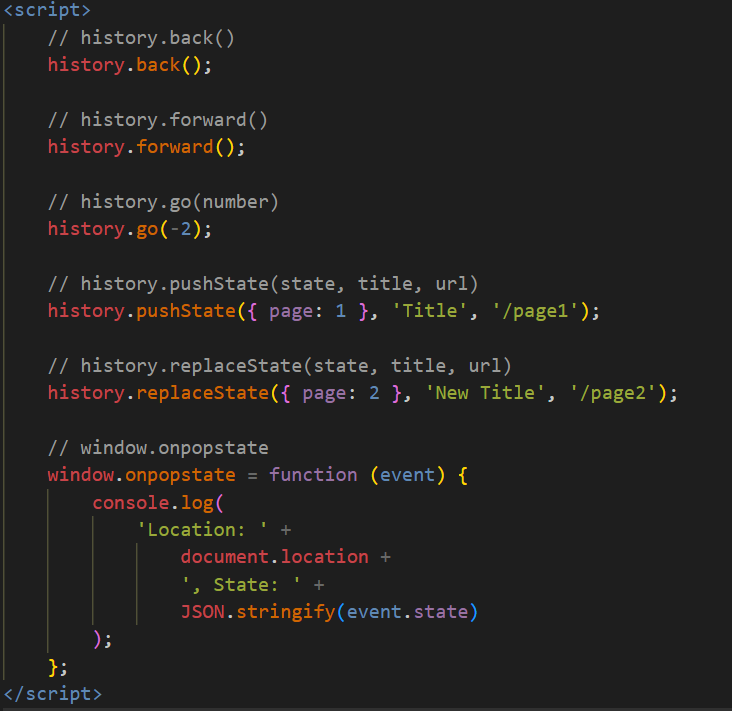 <script>
// history.back()
history.back();
// history.forward()
history.forward();
// history.go(number)
history.go(-2);
// history.pushState(state, title, url)
history.pushState({ page: 1 }, 'Title', '/page1');
// history.replaceState(state, title, url)
history.replaceState({ page: 2 }, 'New Title', '/page2');
// window.onpopstate
window.onpopstate = function (event) {
console.log(
'Location: ' +
document.location +
', State: ' +
JSON.stringify(event.state)
);
};
</script>